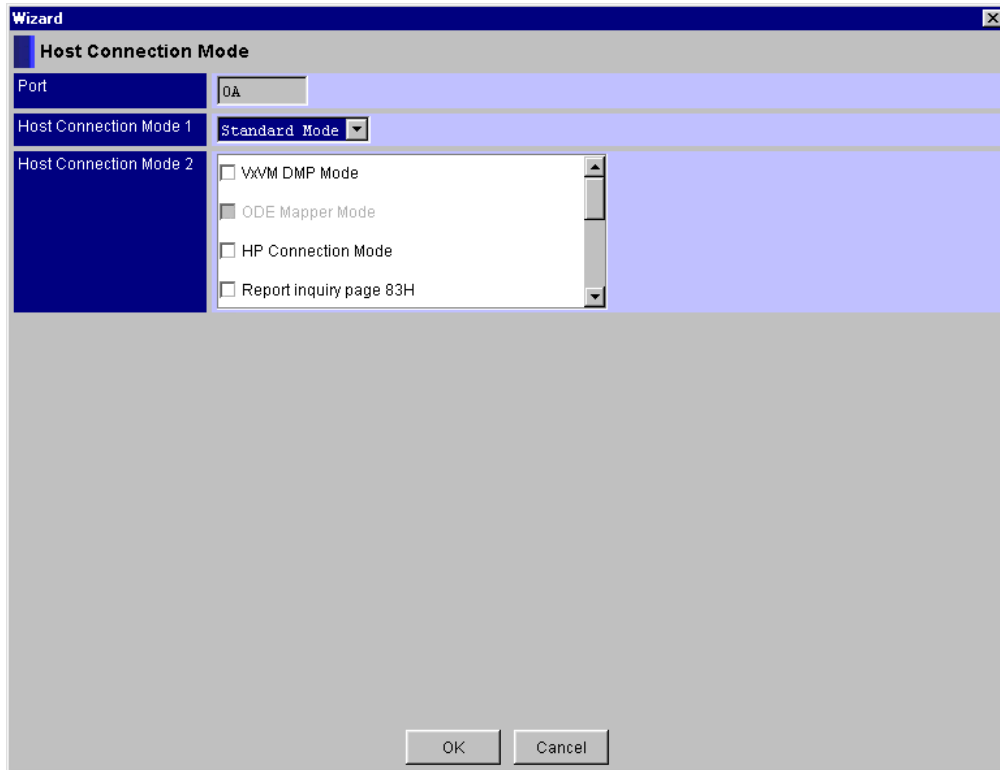 Wizard
Host Connection Mode
Port
0A
Host Connection Mode 1
Standard Mode
Host Connection Mode 2
VxVM DMP Mode
ODE Mapper Mode
HP Connection Mode
Report inquiry page 83H
OK
Cancel